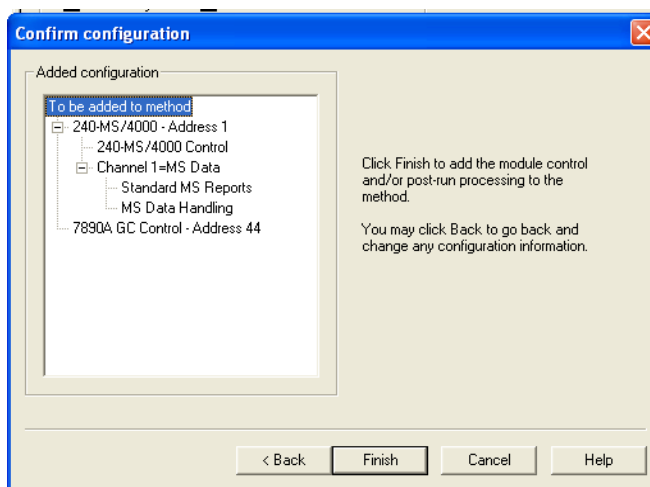 Confirm configuration
Added configuration
To be added to method
240-MS/4000 - Address 1
240-MS/4000 Control
Channel 1=MS Data
Standard MS Reports
MS Data Handling
7890A GC Control - Address 44
Click Finish to add the module control
and/or post-run processing to the
method.
You may click Back to go back and
change any configuration information.
< Back
Finish
Cancel
Help